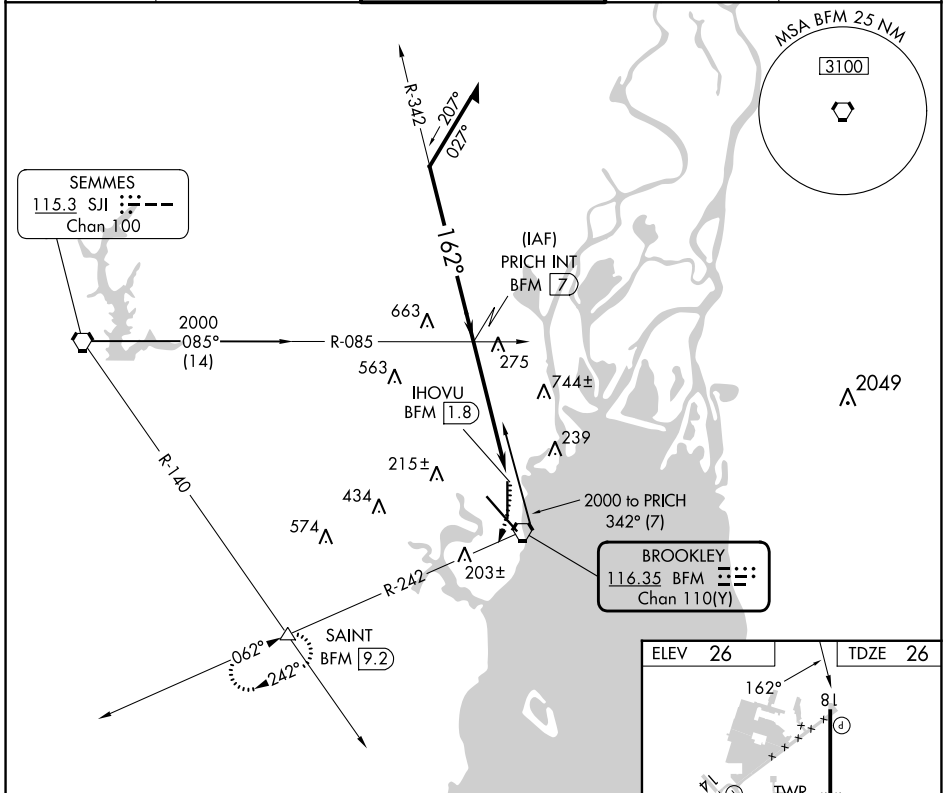 MSA BFM 25 NM
3100
R-342
207°
027°
SEMMES
115.3 SJI
Chan 100
162°
(IAF)
PRICH INT
BFM 7
663
2000
085°
(14)
R-085
275
563
744±
2049
IHOVU
BFM 1.8
239
215±
R-140
434
2000 to PRICH
342° (7)
574
BROOKLEY
116.35 BFM
Chan 110(Y)
203±
R-242
SAINT
BFM 9.2
062°
242°
ELEV 26
TDZE 26
162°
18
P
14
TWR